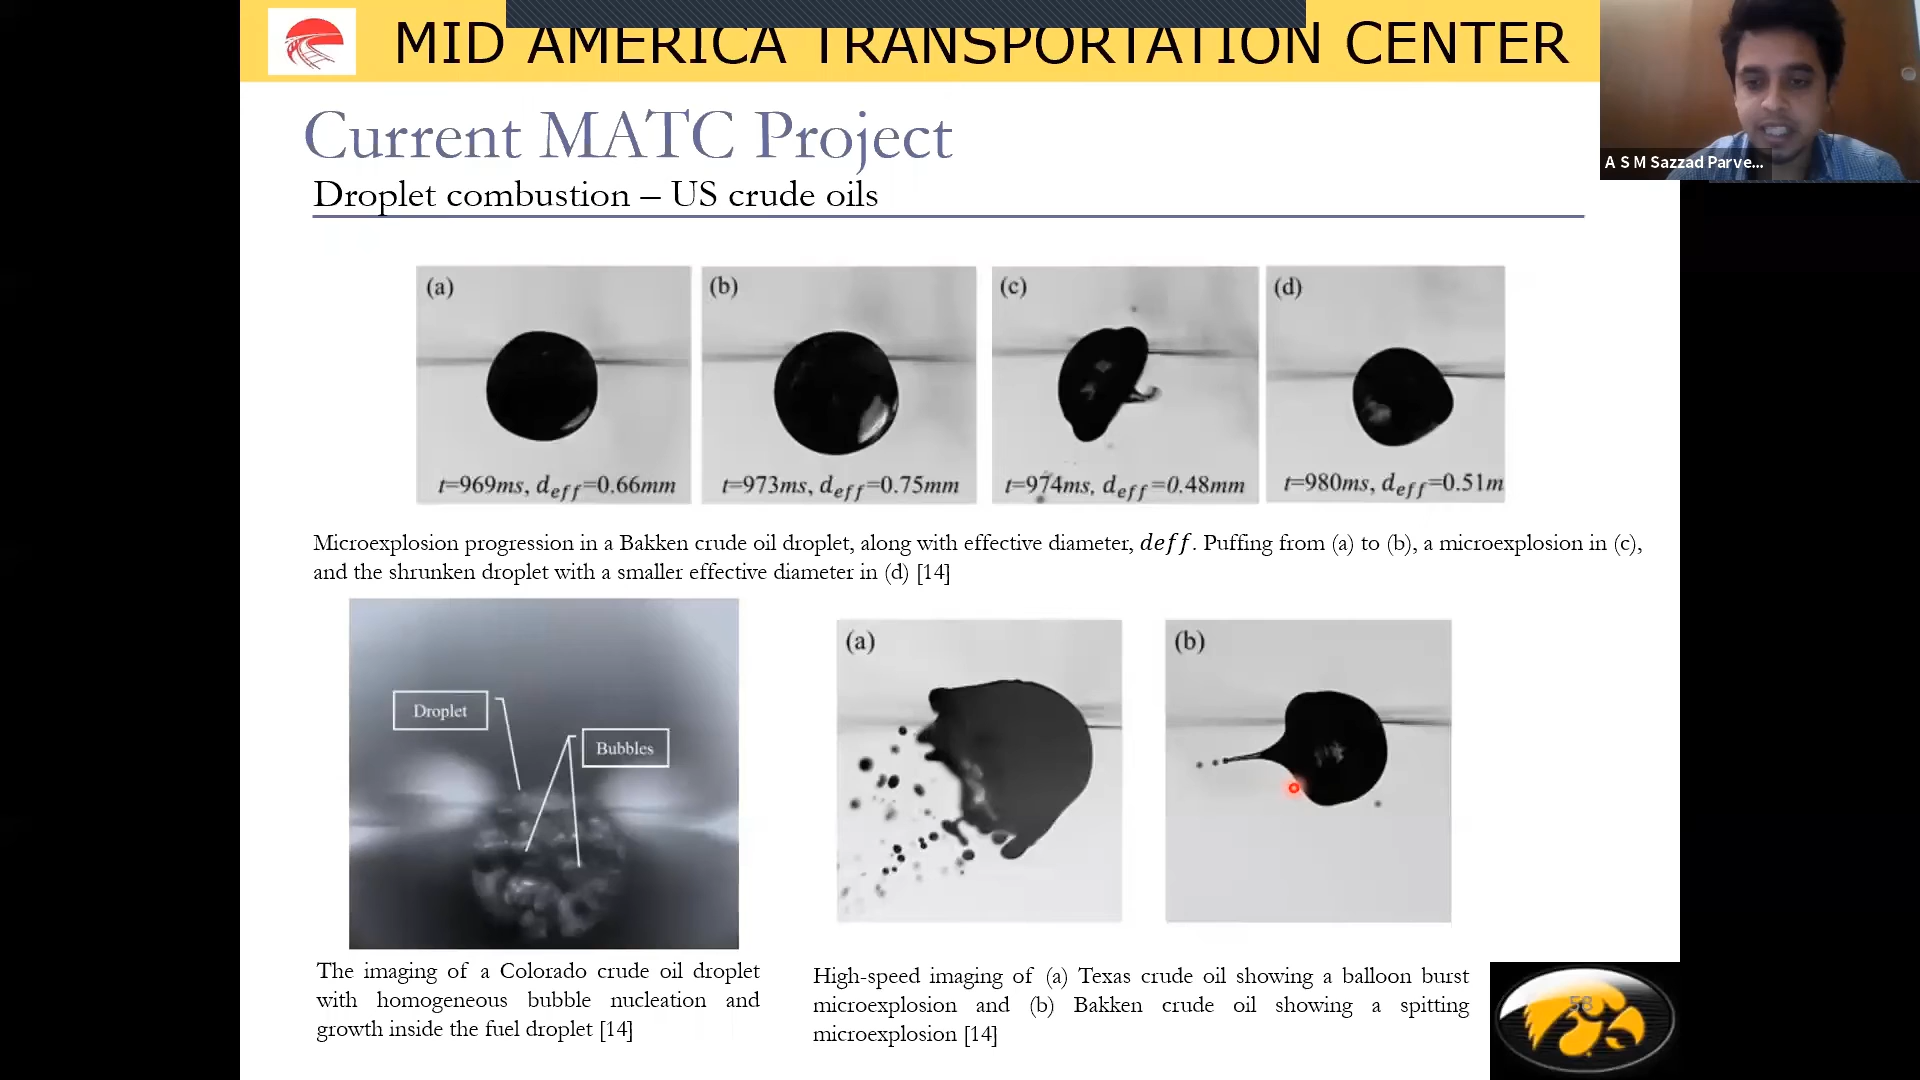 MID AMERICA TRANSPORTATION CENTER
A S M Sazzad Parve...
Current MATC Project
Droplet combustion – US crude oils
(a)
(b)
(c)
(d)
t=969ms, deff=0.66mm
t=973ms, deff=0.75mm
t=974ms, deff=0.48mm
t=980ms, deff=0.51m
Microexplosion progression in a Bakken crude oil droplet, along with effective diameter, deff. Puffing from (a) to (b), a microexplosion in (c),
and the shrunken droplet with a smaller effective diameter in (d) [14]
Droplet
Bubbles
(a)
(b)
The imaging of a Colorado crude oil droplet
with homogeneous bubble nucleation and
growth inside the fuel droplet [14]
High-speed imaging of (a) Texas crude oil showing a balloon burst
microexplosion and (b) Bakken crude oil showing a spitting
microexplosion [14]
58